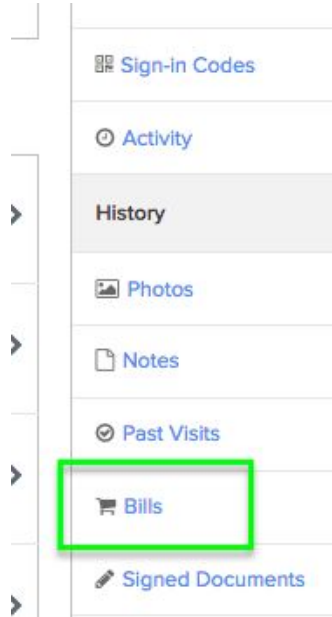 Sign-in Codes
Activity
History
Photos
Notes
Past Visits
Bills
Signed Documents